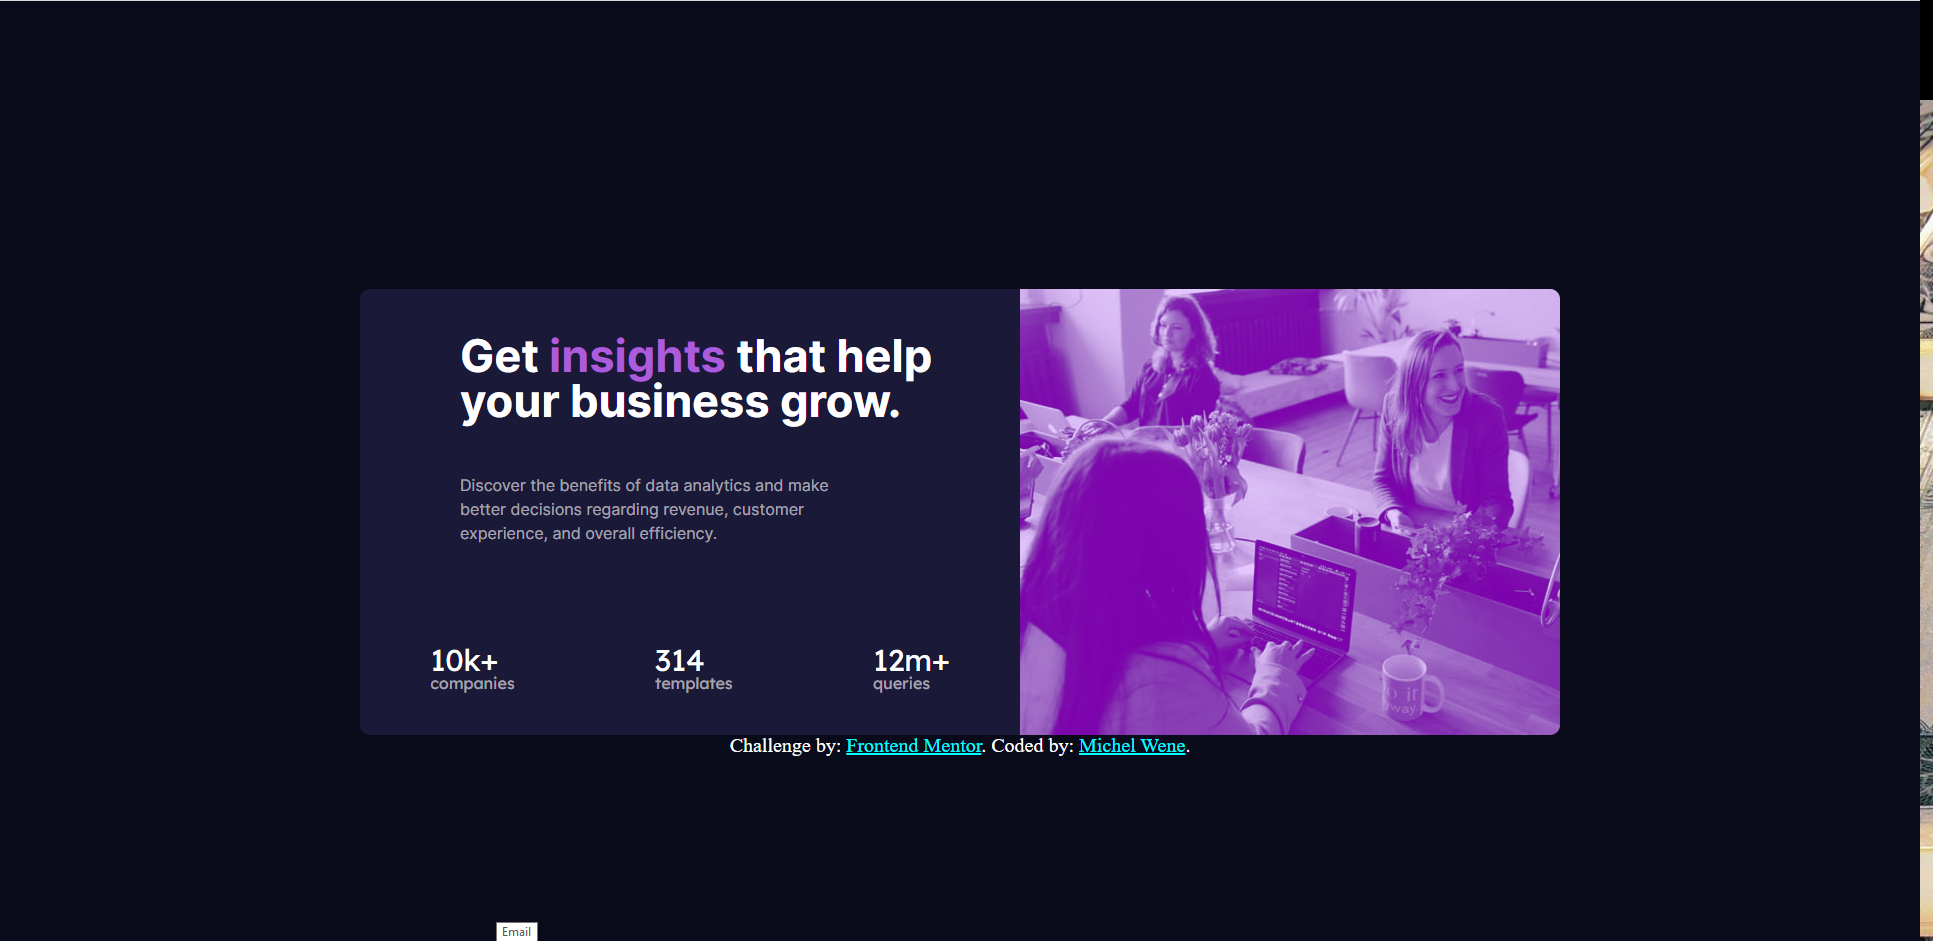 Get insights that help
your business grow.
Discover the benefits of data analytics and make
better decisions regarding revenue, customer
experience, and overall efficiency.
10k+ 314 12m+
companies templates queries
Challenge by: Frontend Mentor. Coded by: Michel Wene.
Email